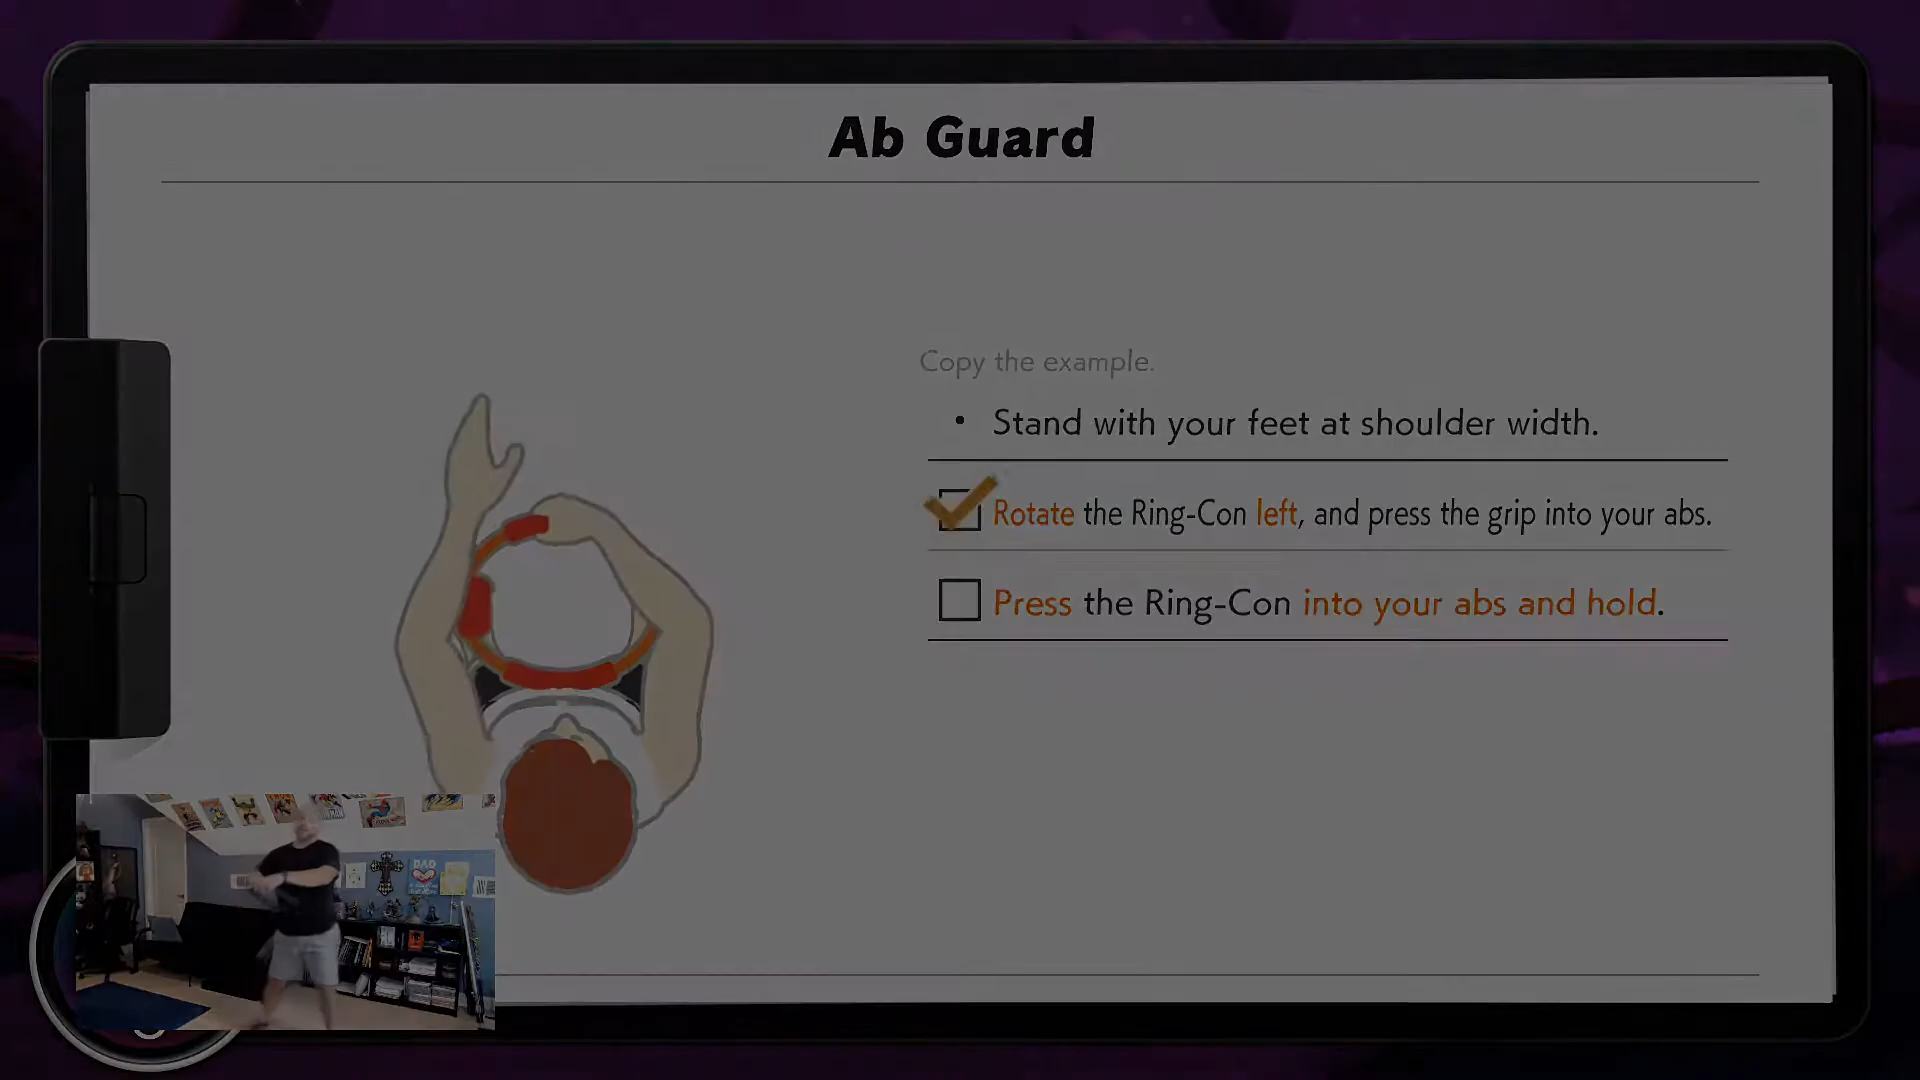 Ab Guard
Copy the example.
• Stand with your feet at shoulder width.
Rotate the Ring-Con left, and press the grip into your abs.
Press the Ring-Con into your abs and hold.
DAD